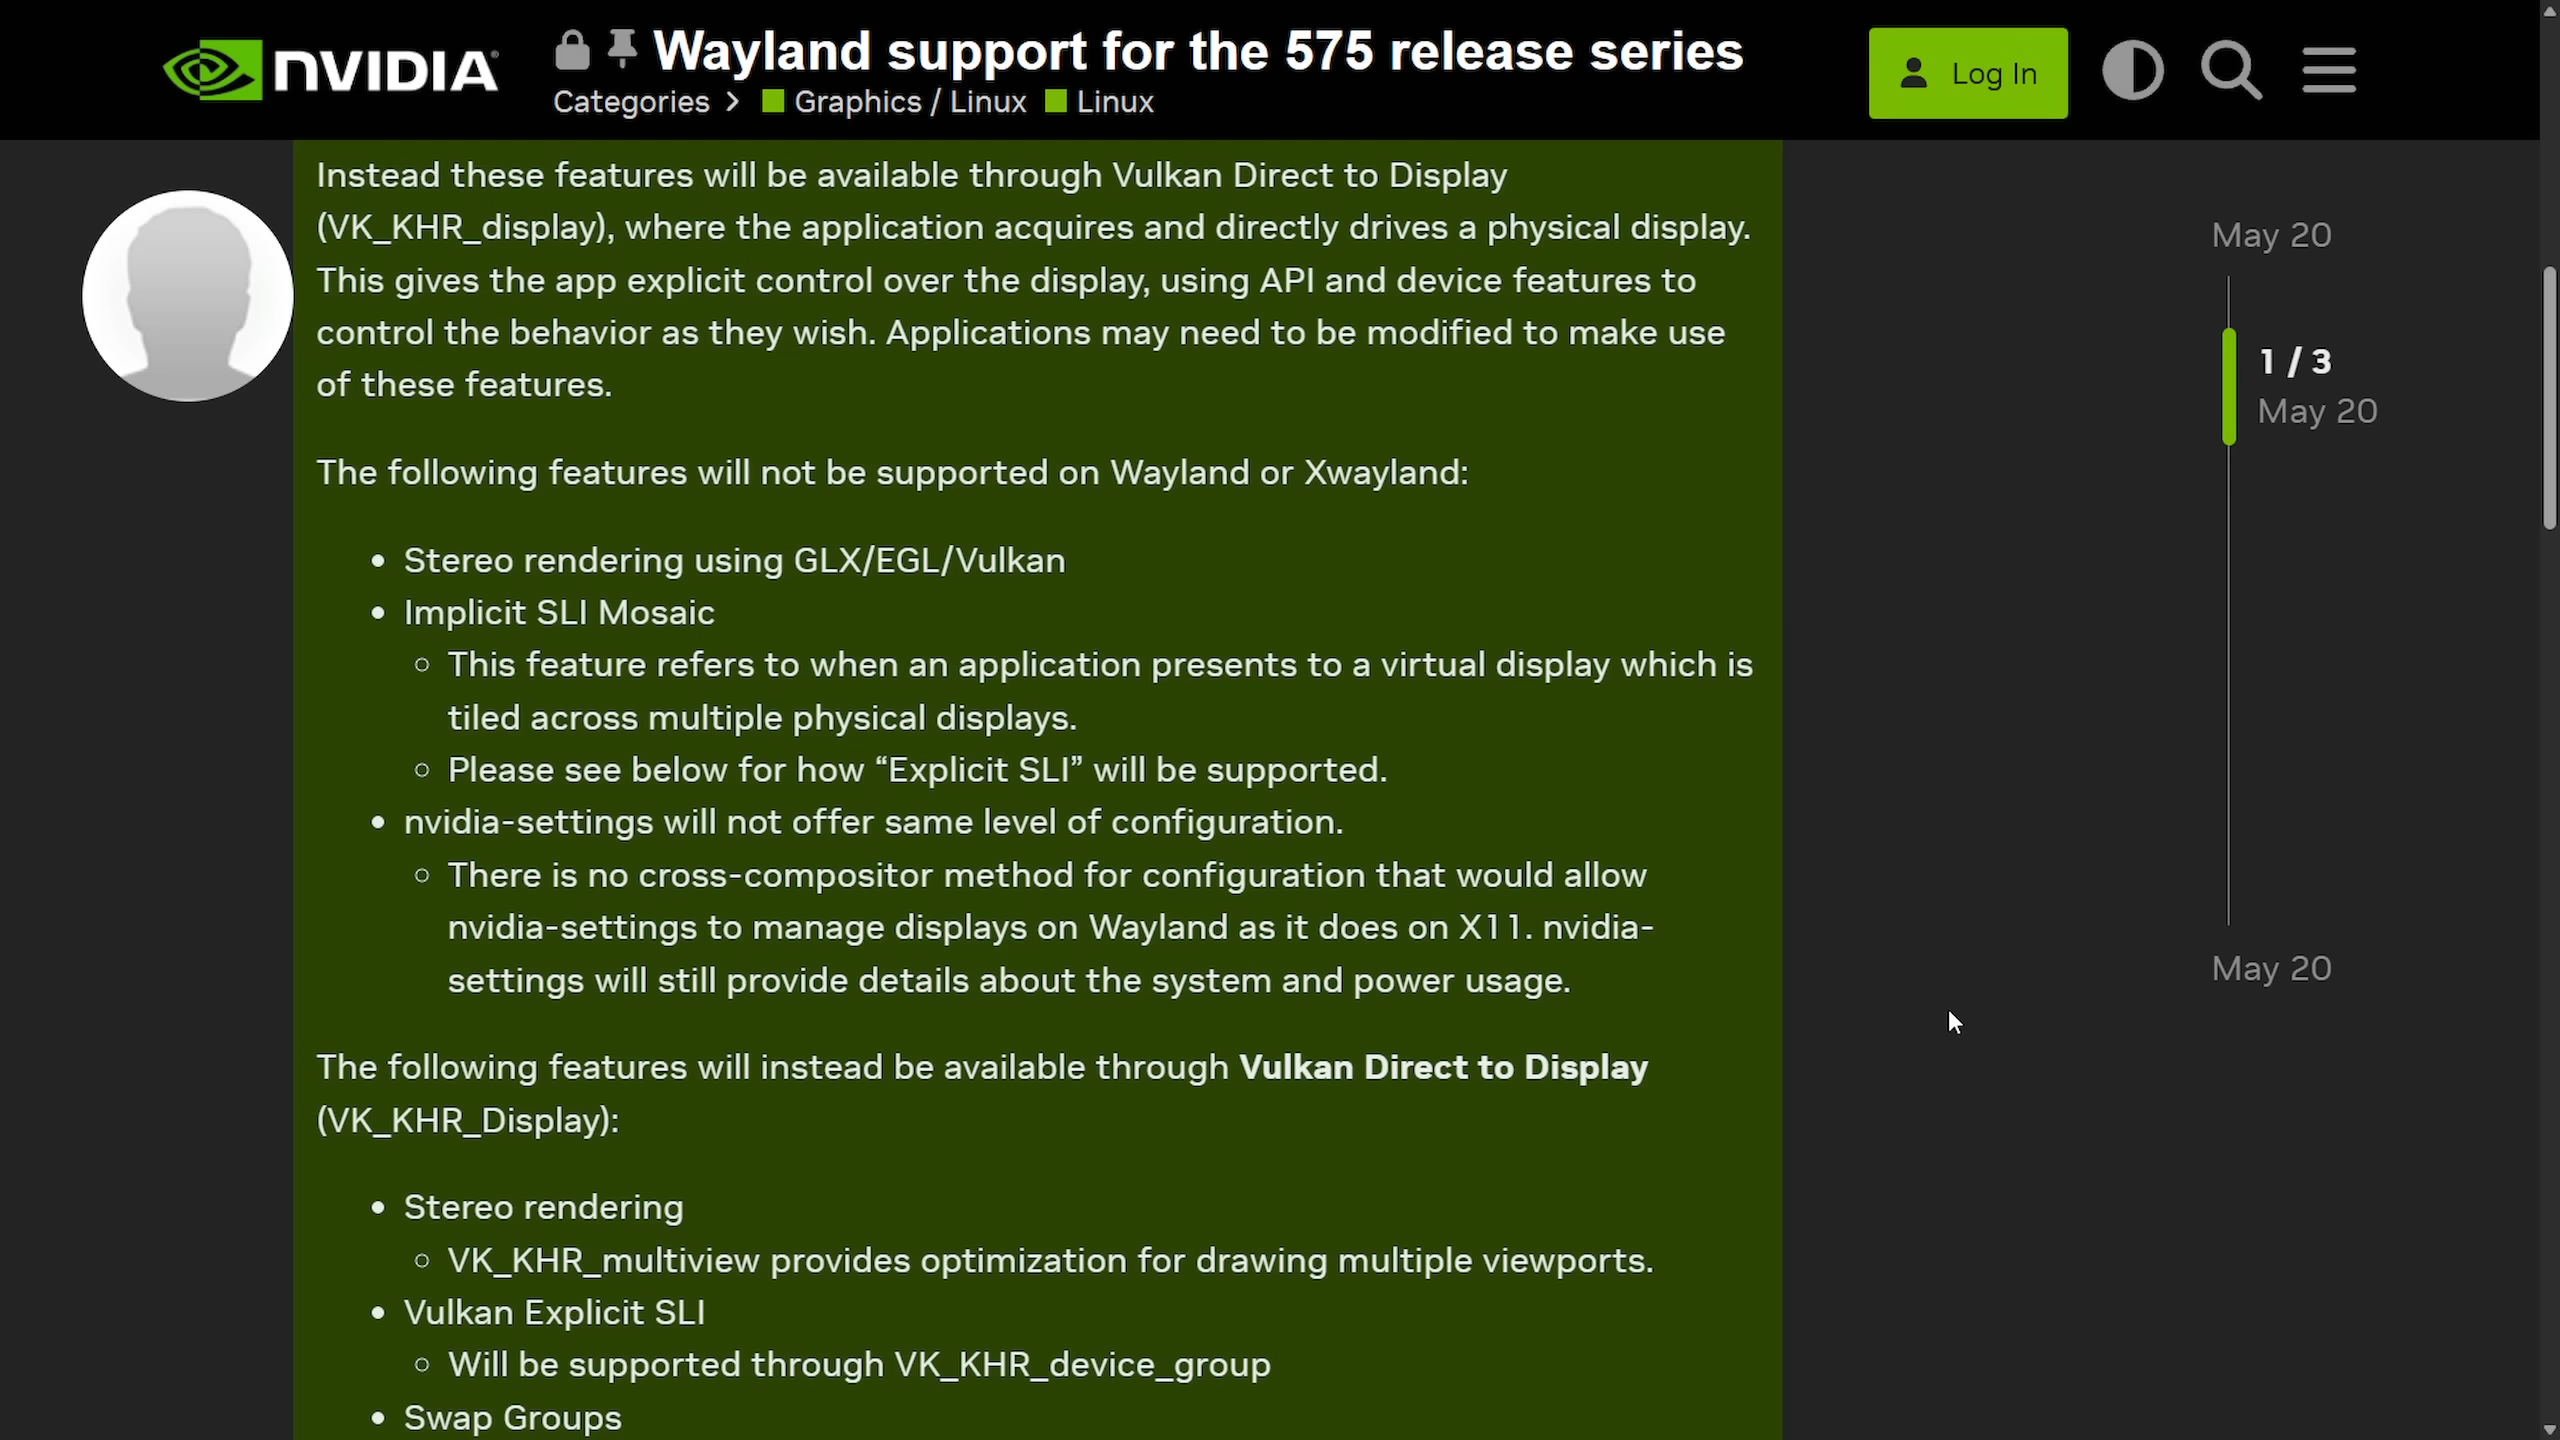 NVIDIA
Wayland support for the 575 release series
Categories > Graphics / Linux Linux
Log In
Instead these features will be available through Vulkan Direct to Display
(VK_KHR_display), where the application acquires and directly drives a physical display.
This gives the app explicit control over the display, using API and device features to
control the behavior as they wish. Applications may need to be modified to make use
of these features.
The following features will not be supported on Wayland or Xwayland:
• Stereo rendering using GLX/EGL/Vulkan
• Implicit SLI Mosaic
○ This feature refers to when an application presents to a virtual display which is
tiled across multiple physical displays.
○ Please see below for how “Explicit SLI” will be supported.
• nvidia-settings will not offer same level of configuration.
○ There is no cross-compositor method for configuration that would allow
nvidia-settings to manage displays on Wayland as it does on X11. nvidia-
settings will still provide details about the system and power usage.
The following features will instead be available through Vulkan Direct to Display
(VK_KHR_Display):
• Stereo rendering
○ VK_KHR_multiview provides optimization for drawing multiple viewports.
• Vulkan Explicit SLI
○ Will be supported through VK_KHR_device_group
• Swap Groups
May 20
1 / 3
May 20
May 20